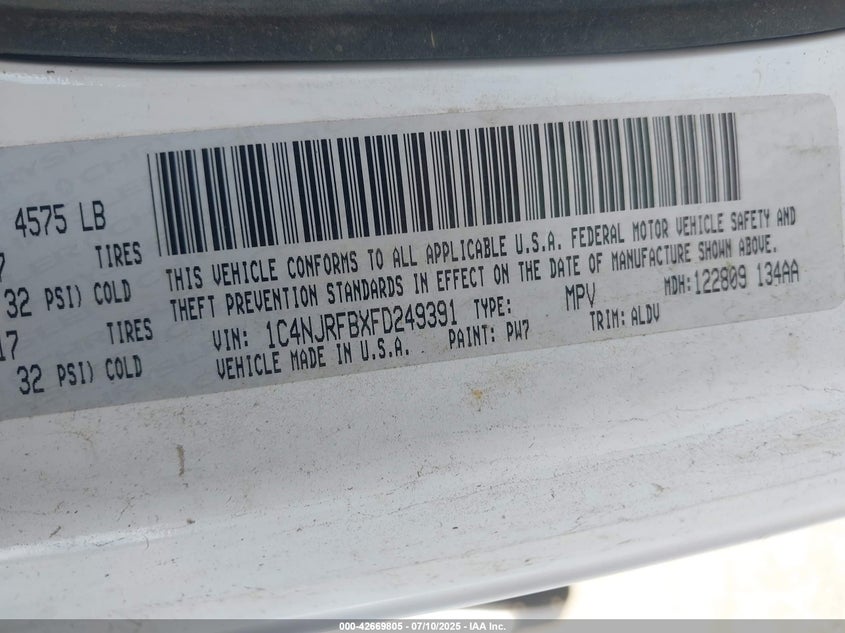 4575 LB
7 TIRES
32 PSI) COLD
17 TIRES
32 PSI) COLD
THIS VEHICLE CONFORMS TO ALL APPLICABLE U.S.A. FEDERAL MOTOR VEHICLE SAFETY AND
THEFT PREVENTION STANDARDS IN EFFECT ON THE DATE OF MANUFACTURE SHOWN ABOVE.
VIN: 1C4NJRFBXFD249391 TYPE: MPV MDH:122809 134AA
VEHICLE MADE IN U.S.A. PAINT: PW7 TRIM: ALDV
000-42669805 - 07/10/2025 - IAA Inc.